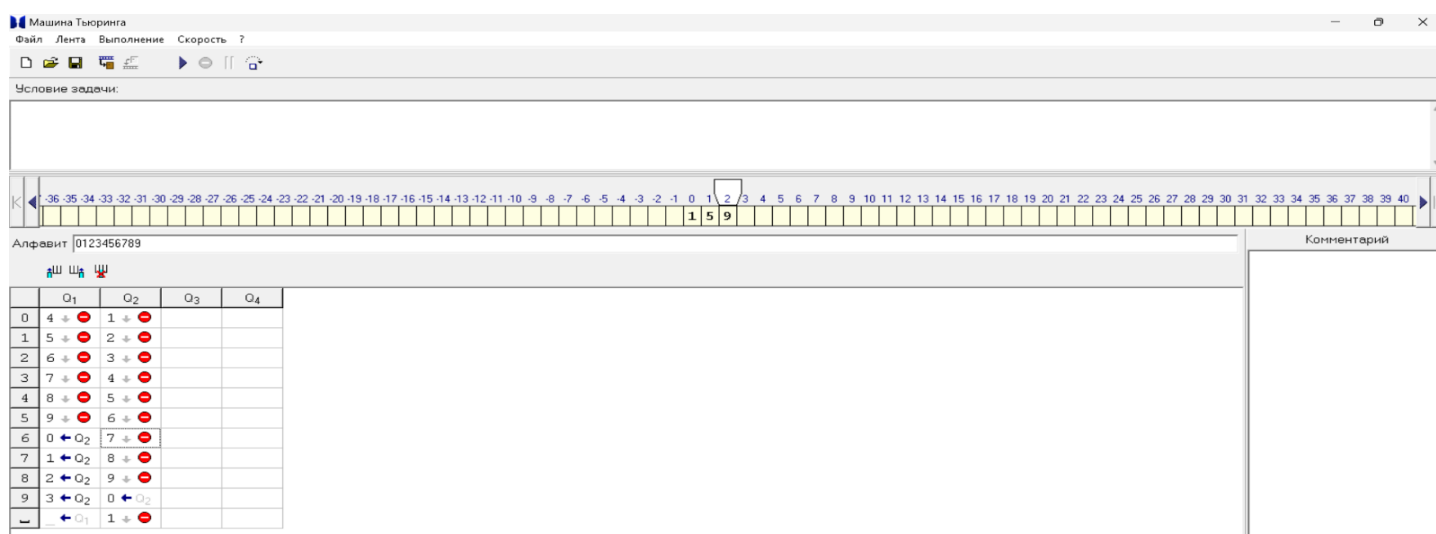 Машина Тьюринга
Файл Лента Выполнение Скорость ?
Условие задачи:
-36 -35 -34 -33 -32 -31 -30 -29 -28 -27 -26 -25 -24 -23 -22 -21 -20 -19 -18 -17 -16 -15 -14 -13 -12 -11 -10 -9 -8 -7 -6 -5 -4 -3 -2 -1 0 1 2 3 4 5 6 7 8 9 10 11 12 13 14 15 16 17 18 19 20 21 22 23 24 25 26 27 28 29 30 31 32 33 34 35 36 37 38 39 40
1 5 9
Алфавит 0123456789
Комментарий
Q1 Q2 Q3 Q4
0 4 ↓ 1 ↓
1 5 ↓ 2 ↓
2 6 ↓ 3 ↓
3 7 ↓ 4 ↓
4 8 ↓ 5 ↓
5 9 ↓ 6 ↓
6 0 ← Q2 7 ↓
7 1 ← Q2 8 ↓
8 2 ← Q2 9 ↓
9 3 ← Q2 0 ← Q2
_ _ ← Q1 1 ↓